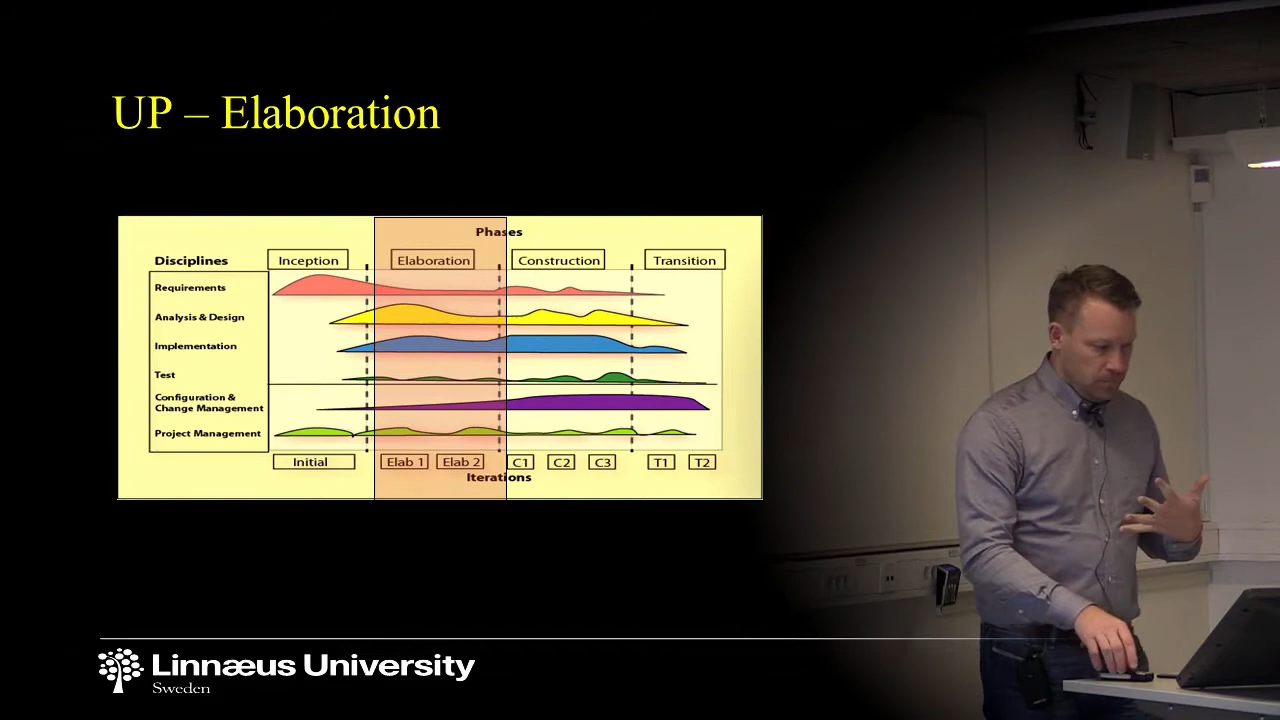 UP – Elaboration
Phases
Disciplines
Inception
Elaboration
Construction
Transition
Requirements
Analysis & Design
Implementation
Test
Configuration &
Change Management
Project Management
Initial
Elab 1
Elab 2
C1
C2
C3
T1
T2
Iterations
Linnæus University
Sweden